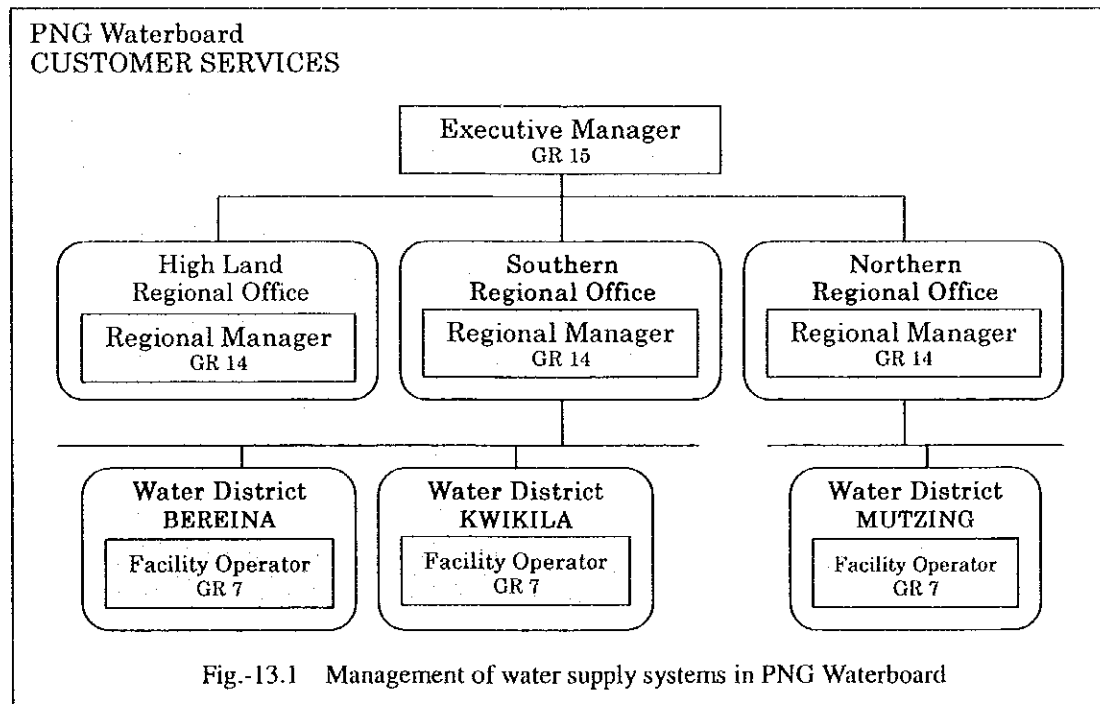 PNG Waterboard
CUSTOMER SERVICES
Executive Manager
GR 15
High Land
Regional Office
Regional Manager
GR 14
Southern
Regional Office
Regional Manager
GR 14
Northern
Regional Office
Regional Manager
GR 14
Water District
BEREINA
Facility Operator
GR 7
Water District
KWIKILA
Facility Operator
GR 7
Water District
MUTZING
Facility Operator
GR 7
Fig.-13.1 Management of water supply systems in PNG Waterboard